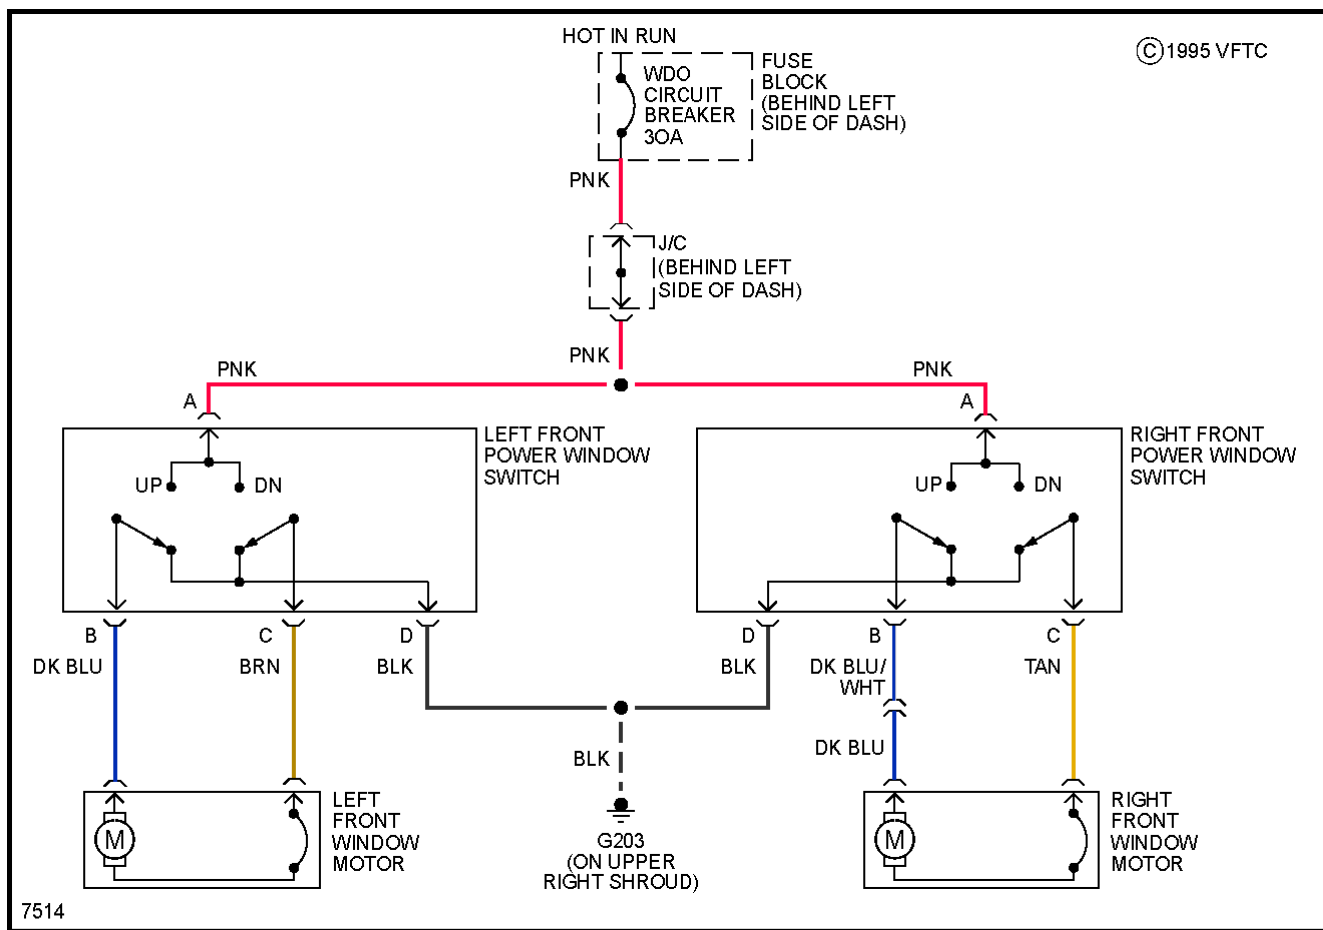 HOT IN RUN
WDO
CIRCUIT
BREAKER
30A
FUSE
BLOCK
(BEHIND LEFT
SIDE OF DASH)
©1995 VFTC
PNK
J/C
(BEHIND LEFT
SIDE OF DASH)
PNK
PNK
PNK
A
A
LEFT FRONT
POWER WINDOW
SWITCH
UP
DN
RIGHT FRONT
POWER WINDOW
SWITCH
UP
DN
B
C
D
DK BLU
BRN
BLK
D
B
C
BLK
DK BLU/
WHT
TAN
DK BLU
BLK
M
LEFT
FRONT
WINDOW
MOTOR
G203
(ON UPPER
RIGHT SHROUD)
M
RIGHT
FRONT
WINDOW
MOTOR
7514